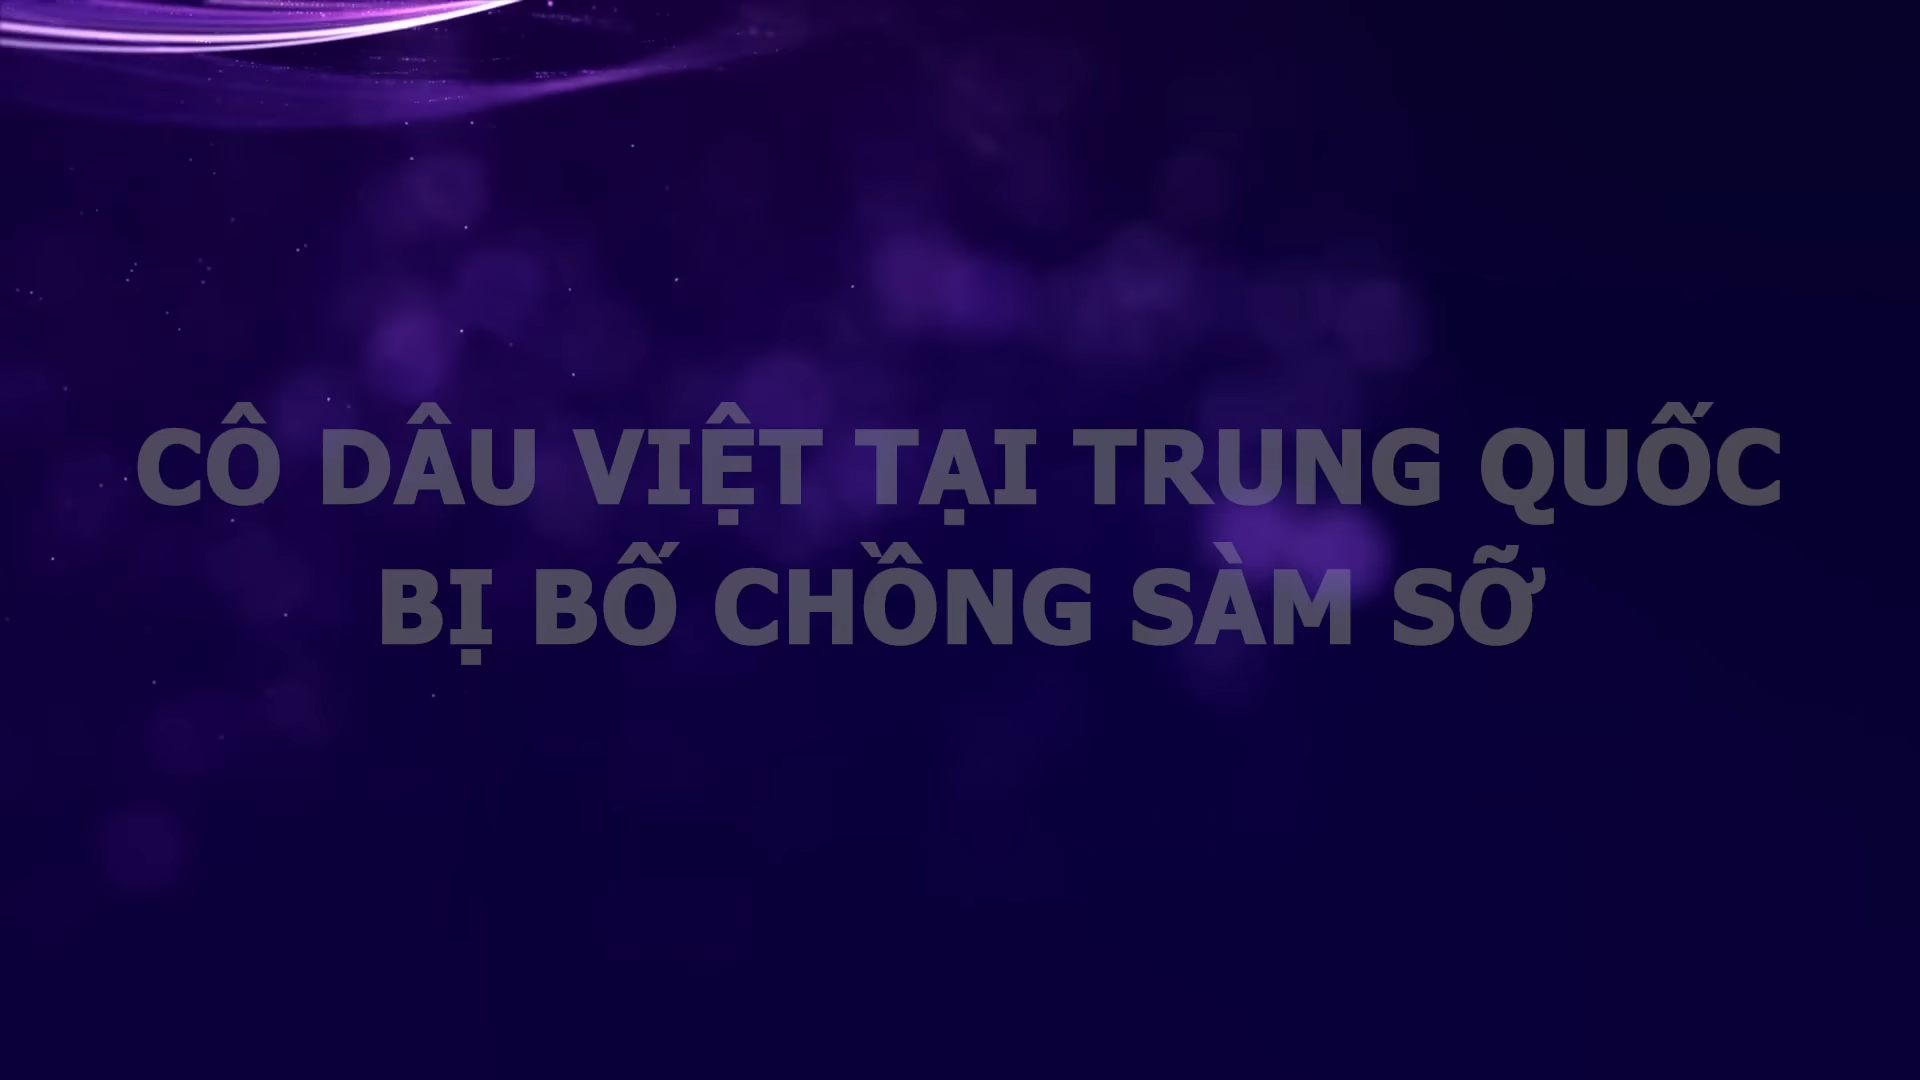 CÔ DÂU VIỆT TẠI TRUNG QUỐC
BỊ BỐ CHỒNG SÀM SỠ